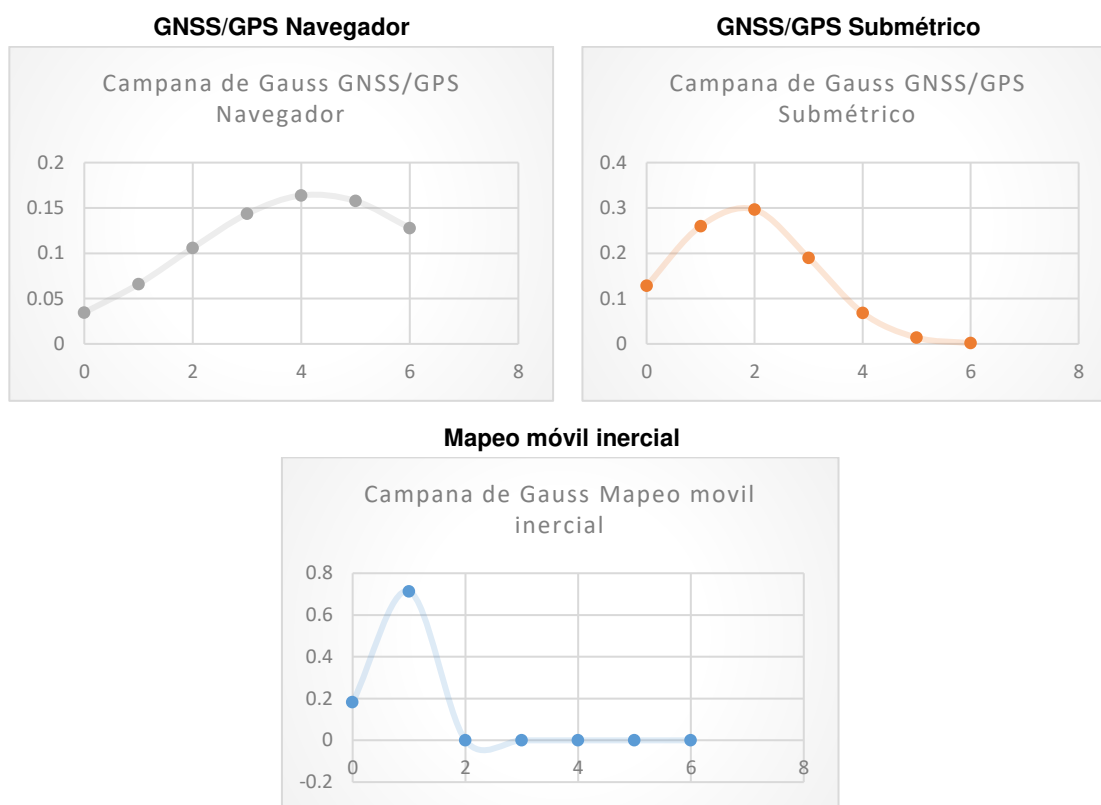 GNSS/GPS Navegador
Campana de Gauss GNSS/GPS
Navegador
0.2
0.15
0.1
0.05
0
0 2 4 6 8
GNSS/GPS Submétrico
Campana de Gauss GNSS/GPS
Submétrico
0.4
0.3
0.2
0.1
0
0 2 4 6 8
Mapeo móvil inercial
Campana de Gauss Mapeo movil
inercial
0.8
0.6
0.4
0.2
0
-0.2
0 2 4 6 8